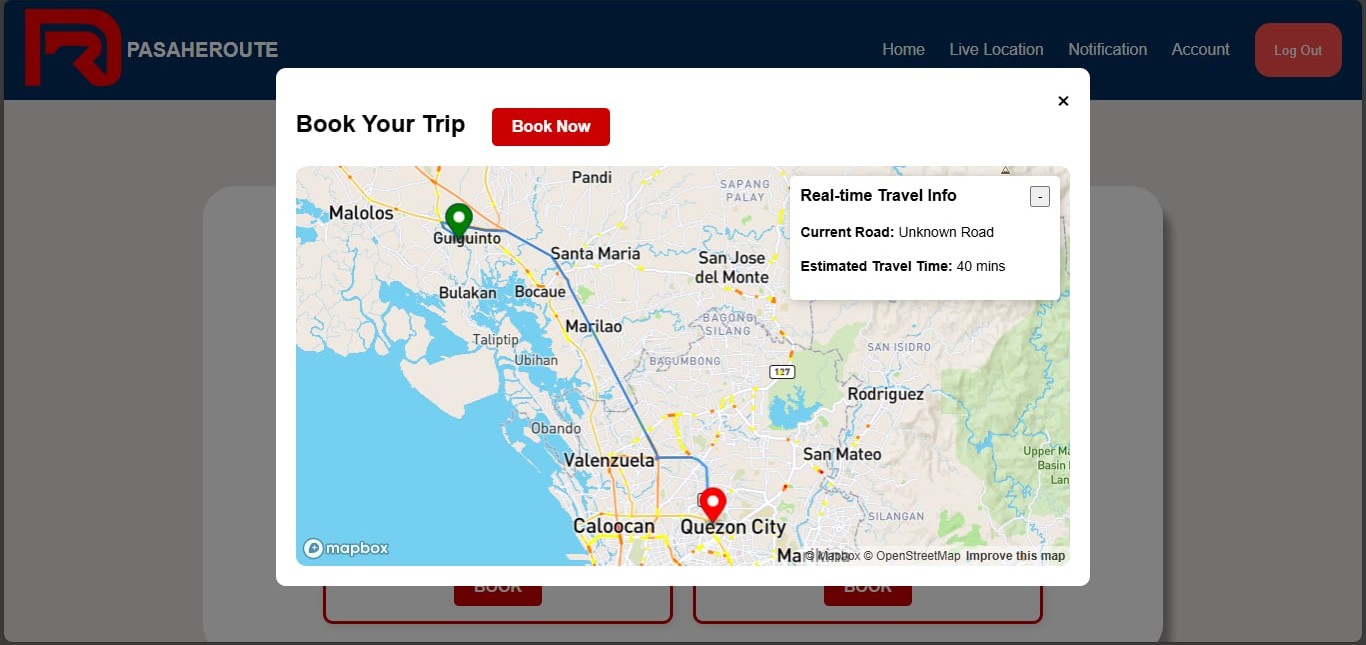 PASAHEROUTE
Home Live Location Notification Account Log Out
×
Book Your Trip Book Now
Pandi
SAPANG
PALAY
Real-time Travel Info -
Malolos
Guiguinto
Current Road: Unknown Road
Santa Maria
San Jose
del Monte
Estimated Travel Time: 40 mins
Bulakan
Bocaue
Marilao
BAGONG
SILANG
Taliptip
Ubihan
BAGUMBONG
SAN ISIDRO
127
Rodriguez
Obando
Valenzuela
San Mateo
Upper Ma
Basin
Lan
SILANGAN
Caloocan
Quezon City
mapbox
© Mapbox © OpenStreetMap Improve this map
BOOK
BOOK